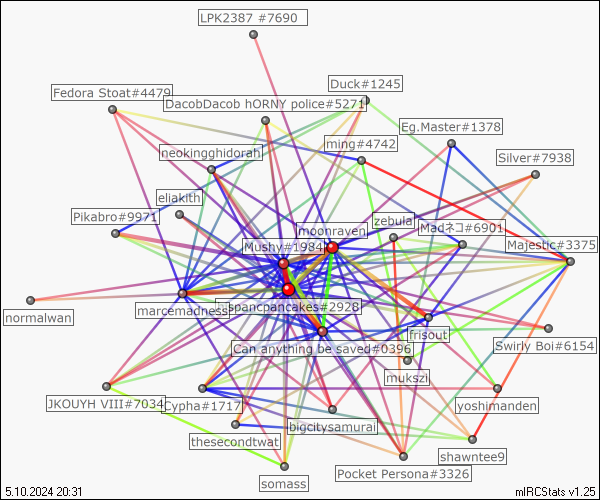 LPK2387 #7690
Duck#1245
Fedora Stoat#4479
DacobDacob hORNY police#5271
Eg.Master#1378
ming#4742
neokingghidorah
Silver#7938
eliakith
Pikabro#9971
zebula
Madネコ#6901
moonraven
Mushy#1984
Majestic#3375
normalwan
marcemadness
spancpancakes#2928
frisout
Swirly Boi#6154
Can anything be saved#0396
mukszi
JKOUYH VIII#7034
Cypha#1717
yoshimanden
bigcitysamurai
thesecondtwat
shawntee9
Pocket Persona#3326
somass
5.10.2024 20:31
mIRCStats v1.25